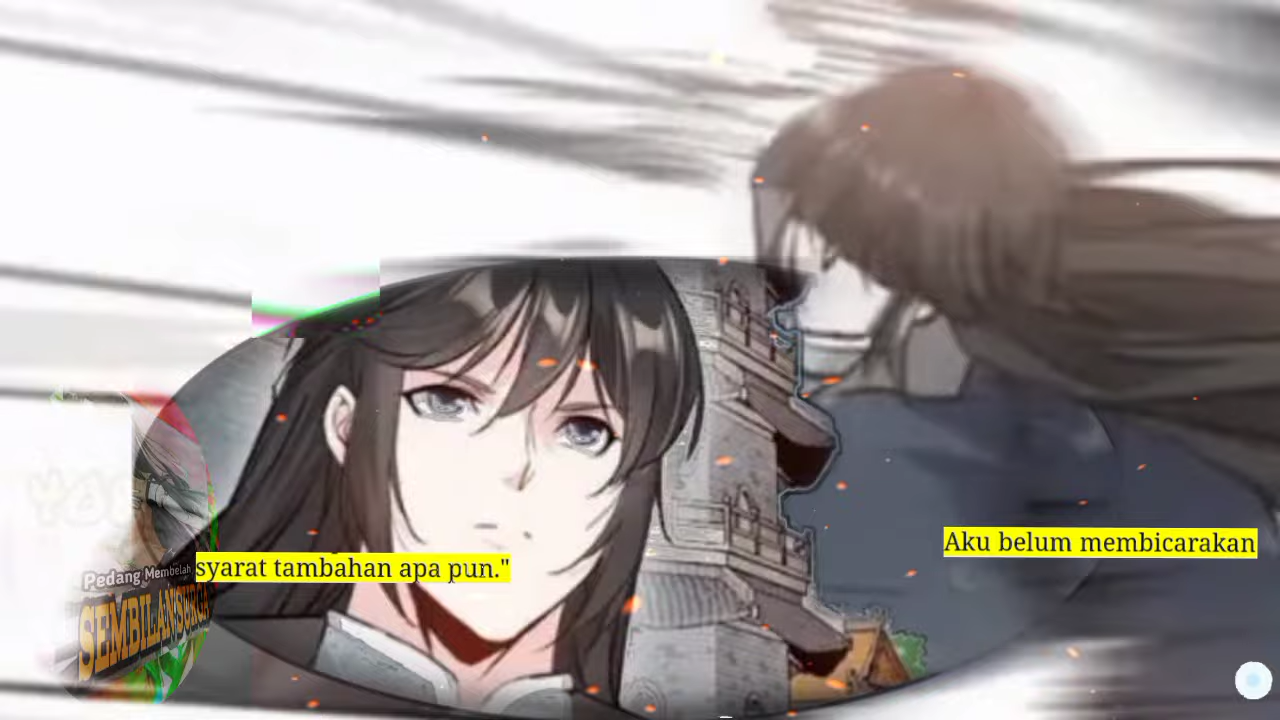 Aku belum membicarakan
syarat tambahan apa pun."
Pedang Membelah
SEMBILAN SURGA